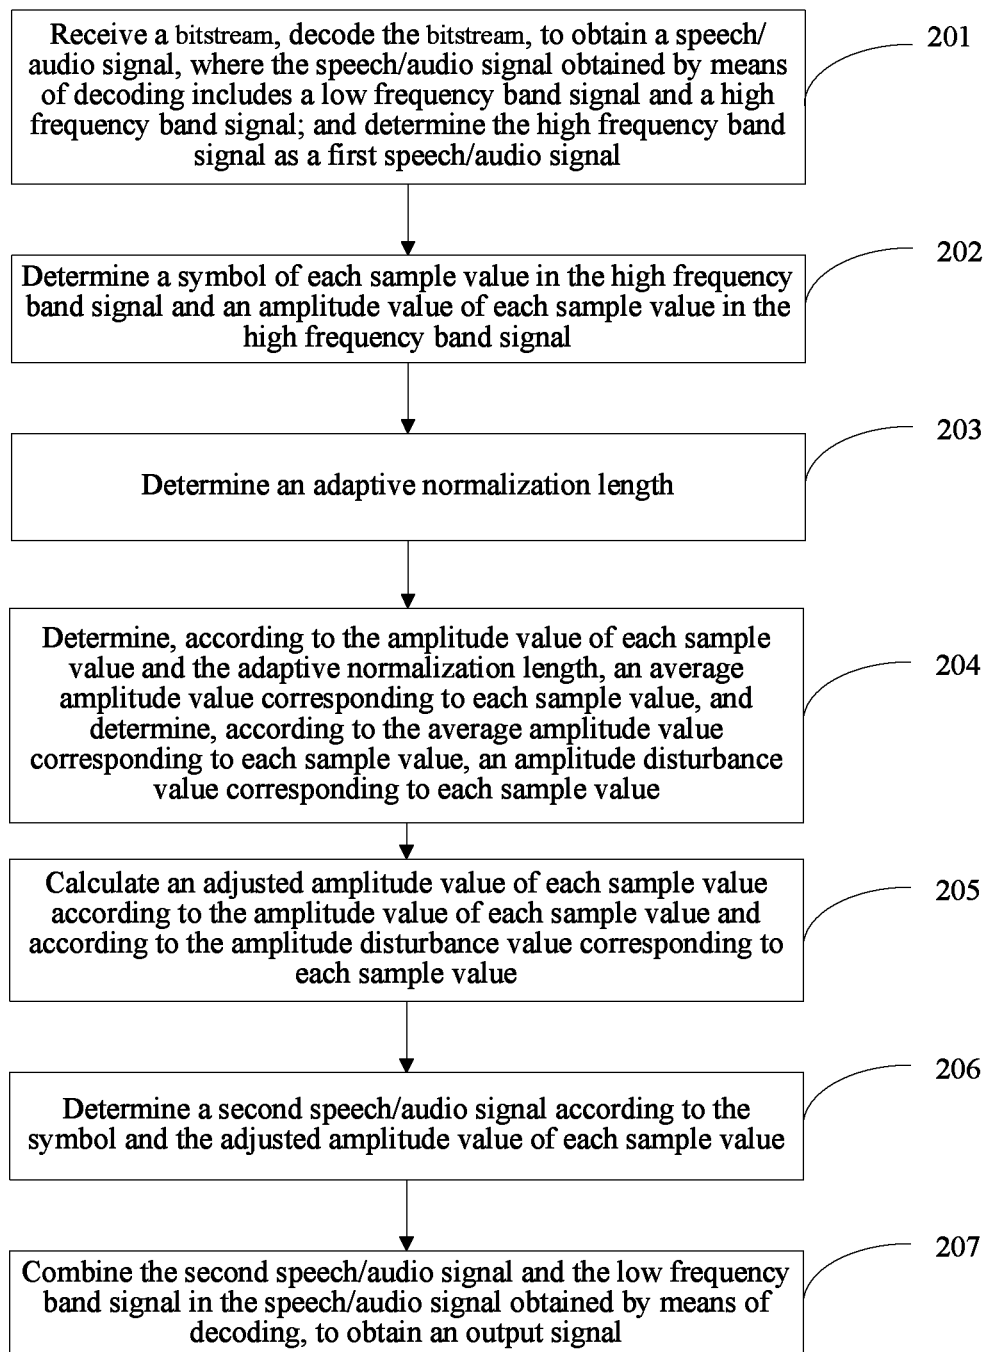 Receive a bitstream, decode the bitstream, to obtain a speech/
audio signal, where the speech/audio signal obtained by means
of decoding includes a low frequency band signal and a high
frequency band signal; and determine the high frequency band
signal as a first speech/audio signal
201
Determine a symbol of each sample value in the high frequency
band signal and an amplitude value of each sample value in the
high frequency band signal
202
Determine an adaptive normalization length
203
Determine, according to the amplitude value of each sample
value and the adaptive normalization length, an average
amplitude value corresponding to each sample value, and
determine, according to the average amplitude value
corresponding to each sample value, an amplitude disturbance
value corresponding to each sample value
204
Calculate an adjusted amplitude value of each sample value
according to the amplitude value of each sample value and
according to the amplitude disturbance value corresponding to
each sample value
205
Determine a second speech/audio signal according to the
symbol and the adjusted amplitude value of each sample value
206
Combine the second speech/audio signal and the low frequency
band signal in the speech/audio signal obtained by means of
decoding, to obtain an output signal
207